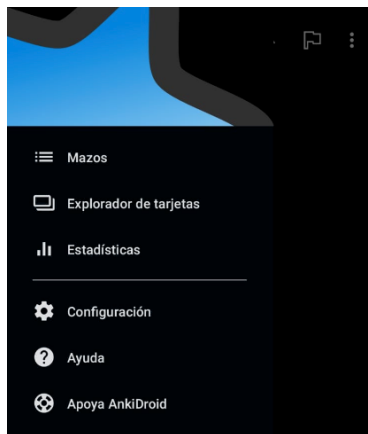 Mazos
Explorador de tarjetas
Estadísticas
Configuración
Ayuda
Apoya AnkiDroid